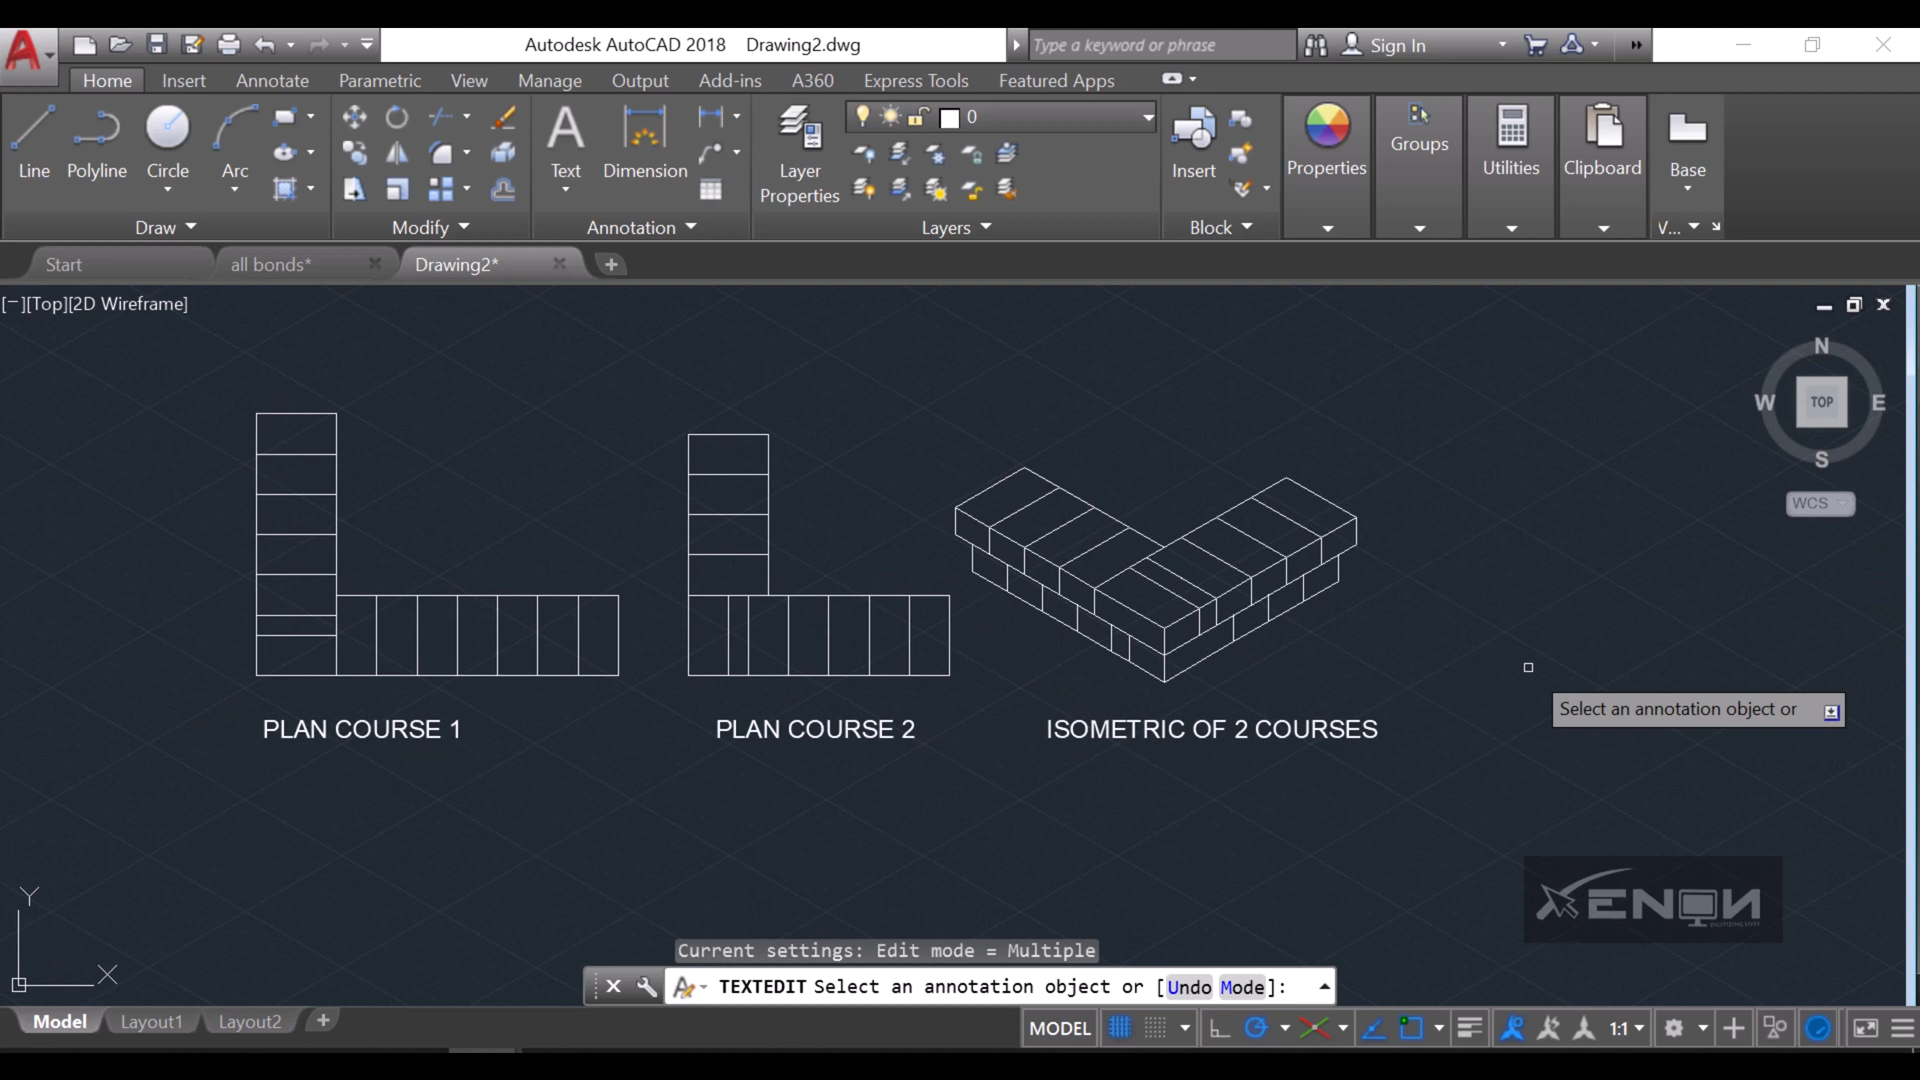 Autodesk AutoCAD 2018 Drawing2.dwg
Type a keyword or phrase
Sign In
Home Insert Annotate Parametric View Manage Output Add-ins A360 Express Tools Featured Apps
0
Line Polyline Circle Arc
Text Dimension
Layer Properties
Insert
Properties
Groups
Utilities
Clipboard
Base
Draw Modify Annotation Layers Block V...
Start all bonds* Drawing2*
[−][Top][2D Wireframe]
N
W TOP E
S
WCS
Select an annotation object or
PLAN COURSE 1 PLAN COURSE 2 ISOMETRIC OF 2 COURSES
XENON
Y
X
Current settings: Edit mode = Multiple
TEXTEDIT Select an annotation object or [Undo Mode]:
Model Layout1 Layout2
MODEL 1:1